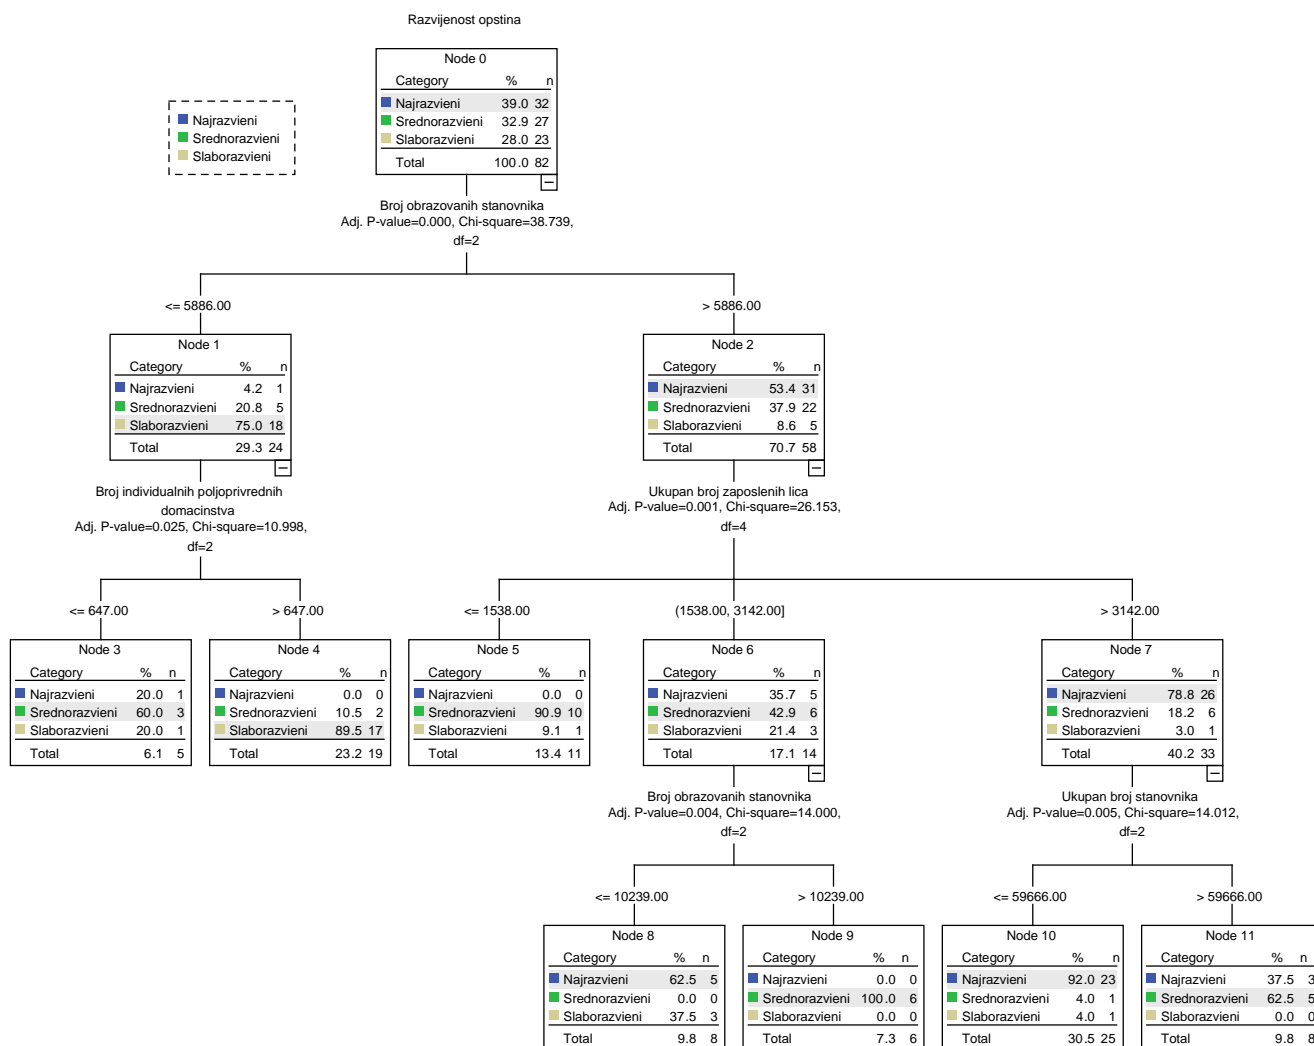 Razvijenost opstina
Najrazvieni
Srednorazvieni
Slaborazvieni
Node 0
Category % n
Najrazvieni 39.0 32
Srednorazvieni 32.9 27
Slaborazvieni 28.0 23
Total 100.0 82
Broj obrazovanih stanovnika
Adj. P-value=0.000, Chi-square=38.739,
df=2
<= 5886.00
> 5886.00
Node 1
Category % n
Najrazvieni 4.2 1
Srednorazvieni 20.8 5
Slaborazvieni 75.0 18
Total 29.3 24
Broj individualnih poljoprivrednih
domacinstva
Adj. P-value=0.025, Chi-square=10.998,
df=2
Node 2
Category % n
Najrazvieni 53.4 31
Srednorazvieni 37.9 22
Slaborazvieni 8.6 5
Total 70.7 58
Ukupan broj zaposlenih lica
Adj. P-value=0.001, Chi-square=26.153,
df=4
<= 647.00
> 647.00
<= 1538.00
(1538.00, 3142.00]
> 3142.00
Node 3
Category % n
Najrazvieni 20.0 1
Srednorazvieni 60.0 3
Slaborazvieni 20.0 1
Total 6.1 5
Node 4
Category % n
Najrazvieni 0.0 0
Srednorazvieni 10.5 2
Slaborazvieni 89.5 17
Total 23.2 19
Node 5
Category % n
Najrazvieni 0.0 0
Srednorazvieni 90.9 10
Slaborazvieni 9.1 1
Total 13.4 11
Node 6
Category % n
Najrazvieni 35.7 5
Srednorazvieni 42.9 6
Slaborazvieni 21.4 3
Total 17.1 14
Broj obrazovanih stanovnika
Adj. P-value=0.004, Chi-square=14.000,
df=2
Node 7
Category % n
Najrazvieni 78.8 26
Srednorazvieni 18.2 6
Slaborazvieni 3.0 1
Total 40.2 33
Ukupan broj stanovnika
Adj. P-value=0.005, Chi-square=14.012,
df=2
<= 10239.00
> 10239.00
<= 59666.00
> 59666.00
Node 8
Category % n
Najrazvieni 62.5 5
Srednorazvieni 0.0 0
Slaborazvieni 37.5 3
Total 9.8 8
Node 9
Category % n
Najrazvieni 0.0 0
Srednorazvieni 100.0 6
Slaborazvieni 0.0 0
Total 7.3 6
Node 10
Category % n
Najrazvieni 92.0 23
Srednorazvieni 4.0 1
Slaborazvieni 4.0 1
Total 30.5 25
Node 11
Category % n
Najrazvieni 37.5 3
Srednorazvieni 62.5 5
Slaborazvieni 0.0 0
Total 9.8 8